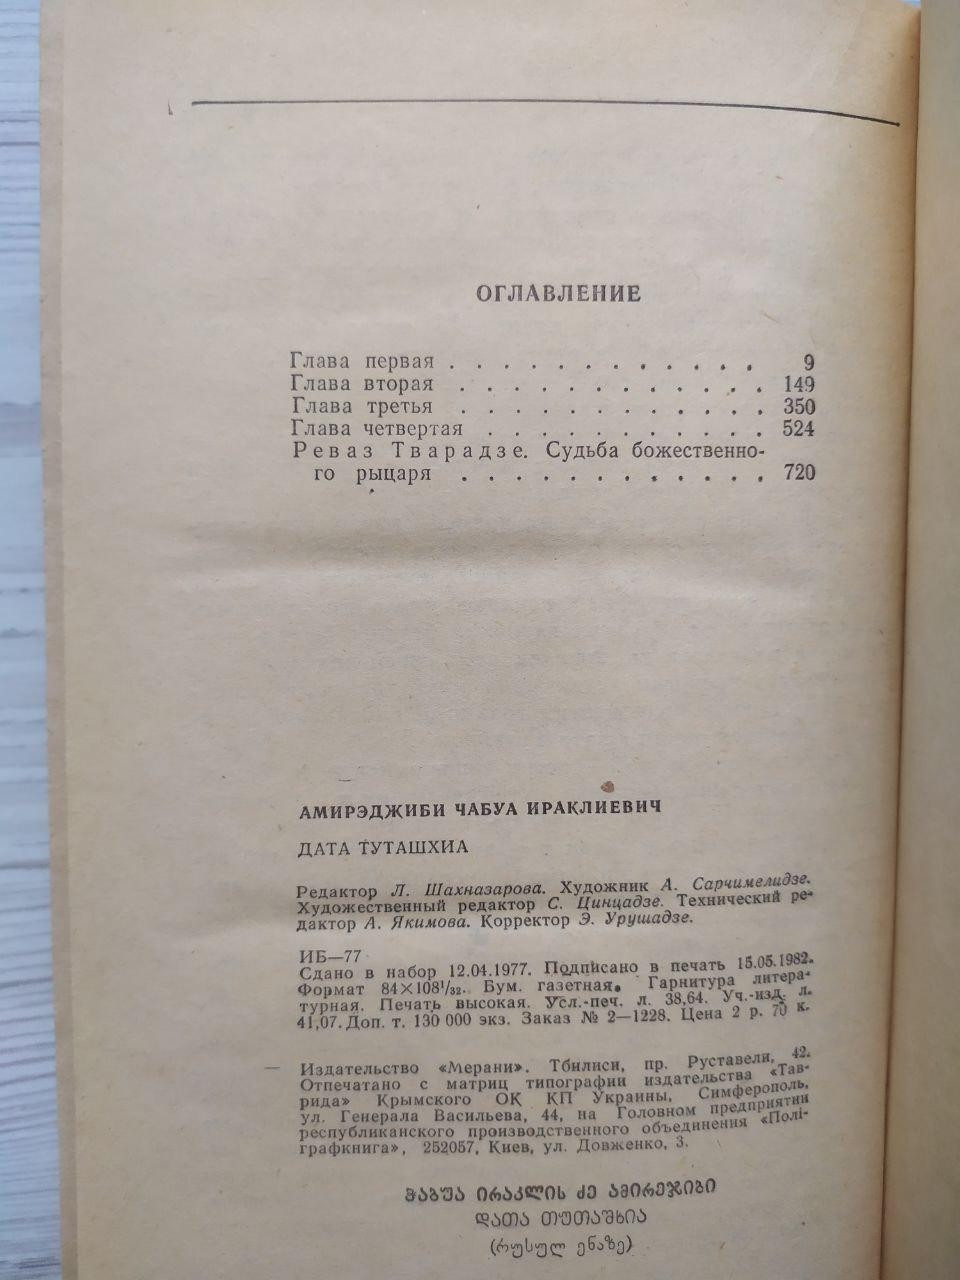 ОГЛАВЛЕНИЕ
Глава первая . . . . . . . . . . . . 9
Глава вторая . . . . . . . . . . . . 149
Глава третья . . . . . . . . . . . . 350
Глава четвертая . . . . . . . . . . . 524
Реваз Тварадзе. Судьба божественно-
го рыцаря . . . . . . . . . . . . 720
АМИРЭДЖИБИ ЧАБУА ИРАКЛИЕВИЧ
ДАТА ТУТАШХИА
Редактор Л. Шахназарова. Художник А. Сарчимелидзе.
Художественный редактор С. Цинцадзе. Технический ре-
дактор А. Якимова. Корректор Э. Урушадзе.
ИБ—77
Сдано в набор 12.04.1977. Подписано в печать 15.05.1982.
Формат 84×108¹/₃₂. Бум. газетная. Гарнитура литера-
турная. Печать высокая. Усл.-печ. л. 38,64. Уч.-изд. л.
41,07. Доп. т. 130 000 экз. Заказ № 2—1228. Цена 2 р. 70 к.
Издательство «Мерани». Тбилиси, пр. Руставели, 42.
Отпечатано с матриц типографии издательства «Тав-
рида» Крымского ОК КП Украины, Симферополь,
ул. Генерала Васильева, 44, на Головном предприятии
республиканского производственного объединения «Полі-
графкнига», 252057, Киев, ул. Довженко, 3.
ჭაბუა ირაკლის ძე ამირეჯიბი
დათა თუთაშხია
(რუსულ ენაზე)